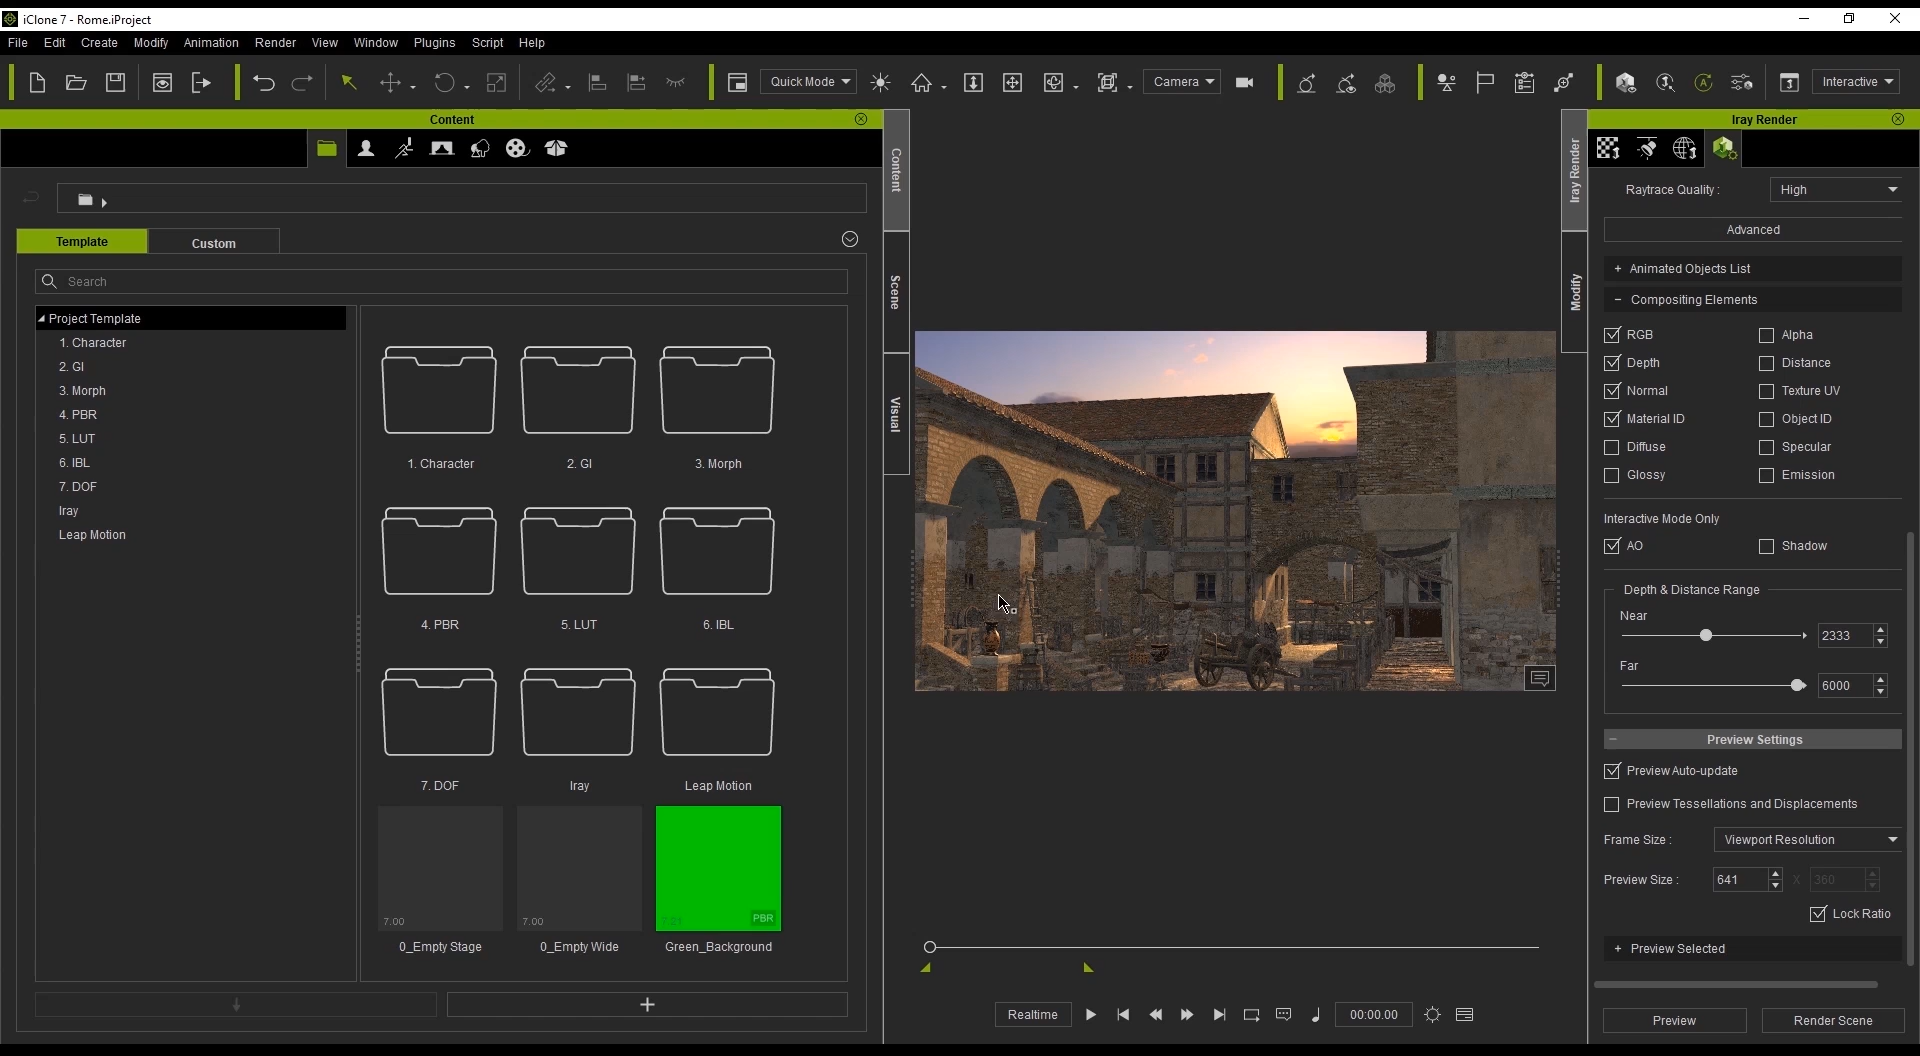 iClone 7 - Rome.iProject
File Edit Create Modify Animation Render View Window Plugins Script Help
Quick Mode Camera Interactive
Content
Template Custom
Search
Project Template
1. Character
2. GI
3. Morph
4. PBR
5. LUT
6. IBL
7. DOF
Iray
Leap Motion
1. Character 2. GI 3. Morph
4. PBR 5. LUT 6. IBL
7. DOF Iray Leap Motion
7.00 7.00 7.21 PBR
0_Empty Stage 0_Empty Wide Green_Background
Content
Scene
Visual
Realtime 00:00.00
Iray Render
Modify
Iray Render
Raytrace Quality : High
Advanced
+ Animated Objects List
− Compositing Elements
RGB Alpha
Depth Distance
Normal Texture UV
Material ID Object ID
Diffuse Specular
Glossy Emission
Interactive Mode Only
AO Shadow
Depth & Distance Range
Near
2333
Far
6000
− Preview Settings
Preview Auto-update
Preview Tessellations and Displacements
Frame Size : Viewport Resolution
Preview Size : 641 X 360
Lock Ratio
+ Preview Selected
Preview Render Scene